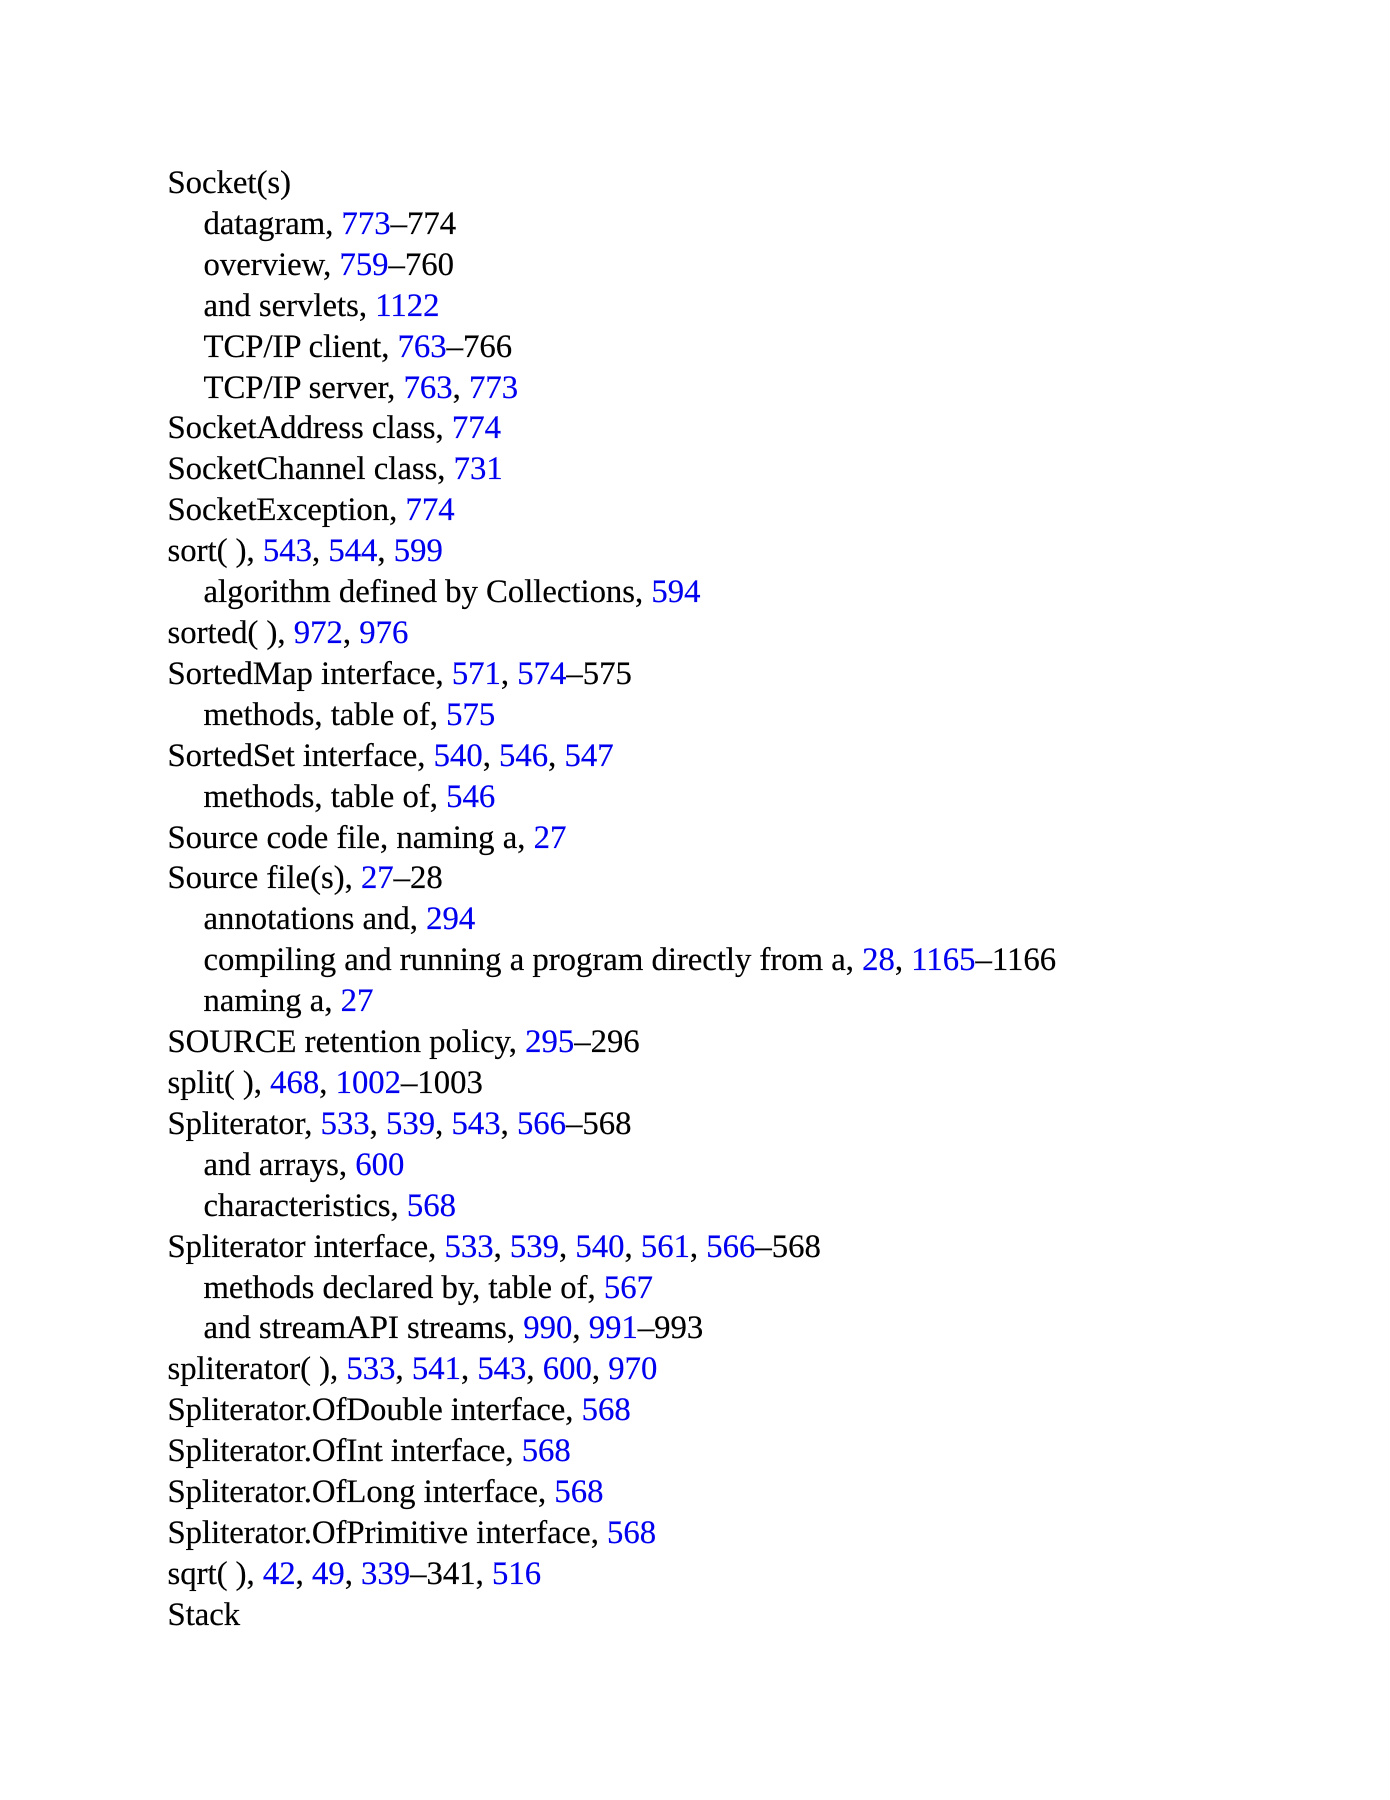 Socket(s)
datagram, 773–774
overview, 759–760
and servlets, 1122
TCP/IP client, 763–766
TCP/IP server, 763, 773
SocketAddress class, 774
SocketChannel class, 731
SocketException, 774
sort( ), 543, 544, 599
algorithm defined by Collections, 594
sorted( ), 972, 976
SortedMap interface, 571, 574–575
methods, table of, 575
SortedSet interface, 540, 546, 547
methods, table of, 546
Source code file, naming a, 27
Source file(s), 27–28
annotations and, 294
compiling and running a program directly from a, 28, 1165–1166
naming a, 27
SOURCE retention policy, 295–296
split( ), 468, 1002–1003
Spliterator, 533, 539, 543, 566–568
and arrays, 600
characteristics, 568
Spliterator interface, 533, 539, 540, 561, 566–568
methods declared by, table of, 567
and streamAPI streams, 990, 991–993
spliterator( ), 533, 541, 543, 600, 970
Spliterator.OfDouble interface, 568
Spliterator.OfInt interface, 568
Spliterator.OfLong interface, 568
Spliterator.OfPrimitive interface, 568
sqrt( ), 42, 49, 339–341, 516
Stack